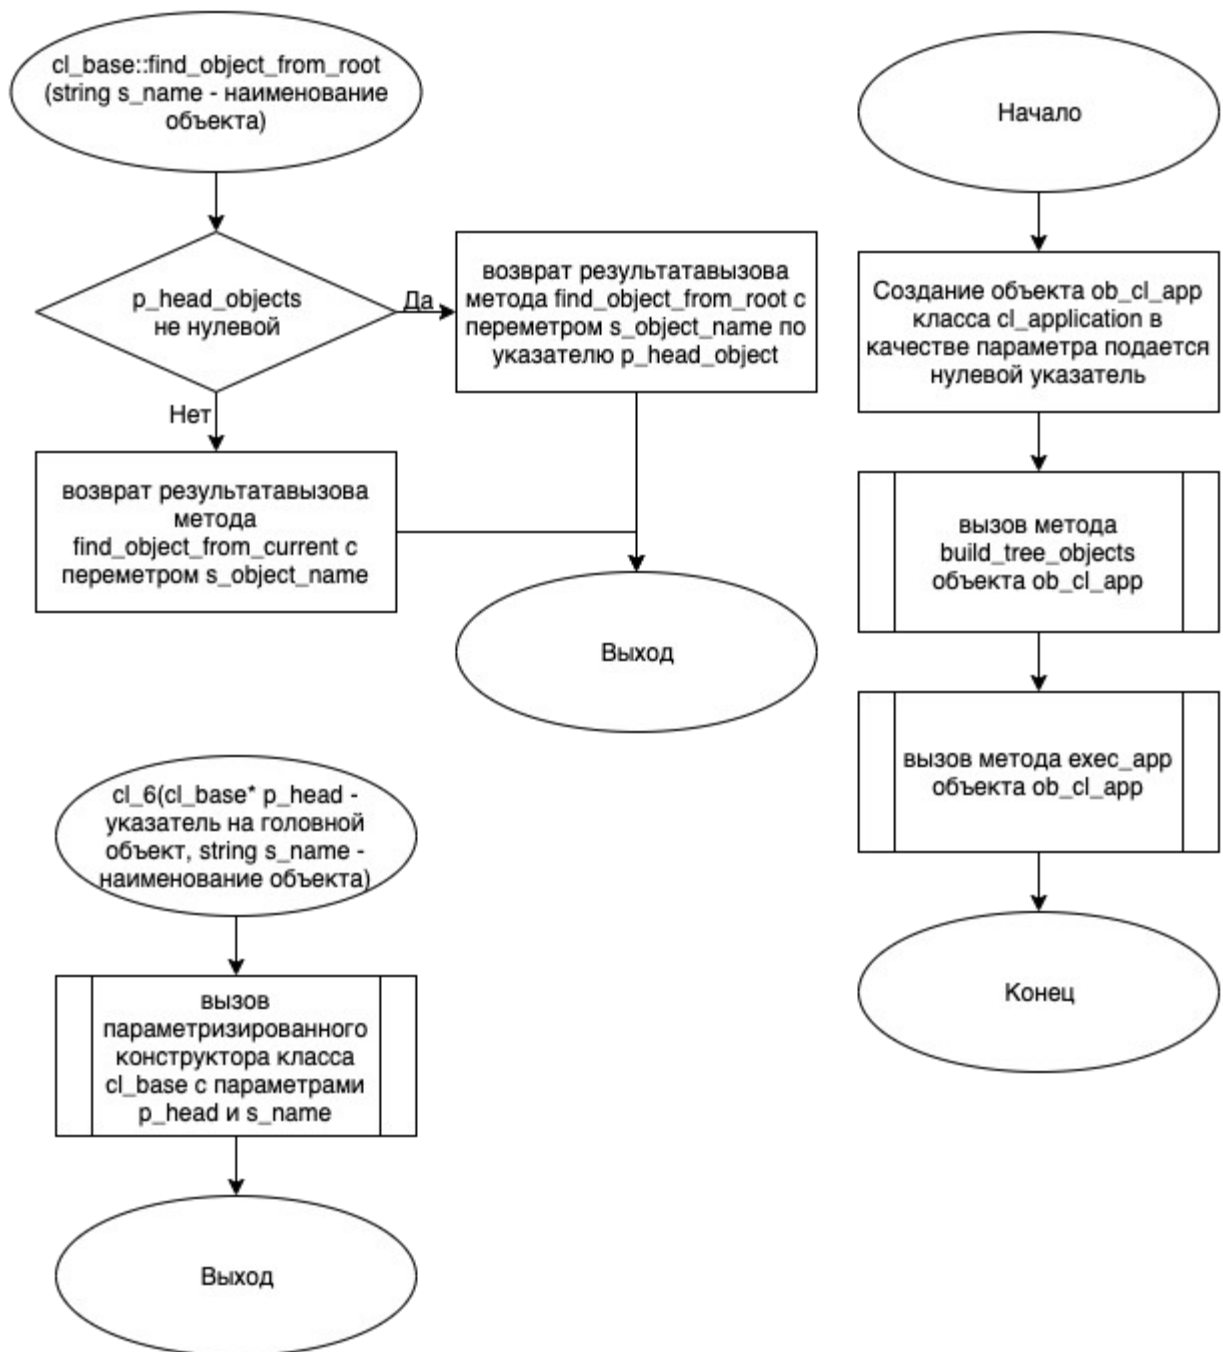 cl_base::find_object_from_root
(string s_name - наименование
объекта)
p_head_objects
не нулевой
Да
возврат результатавызова
метода find_object_from_root с
переметром s_object_name по
указателю p_head_object
Нет
возврат результатавызова
метода
find_object_from_current с
переметром s_object_name
Выход
cl_6(cl_base* p_head -
указатель на головной
объект, string s_name -
наименование объекта)
вызов
параметризированного
конструктора класса
cl_base с параметрами
p_head и s_name
Выход
Начало
Создание объекта ob_cl_app
класса cl_application в
качестве параметра подается
нулевой указатель
вызов метода
build_tree_objects
объекта ob_cl_app
вызов метода exec_app
объекта ob_cl_app
Конец